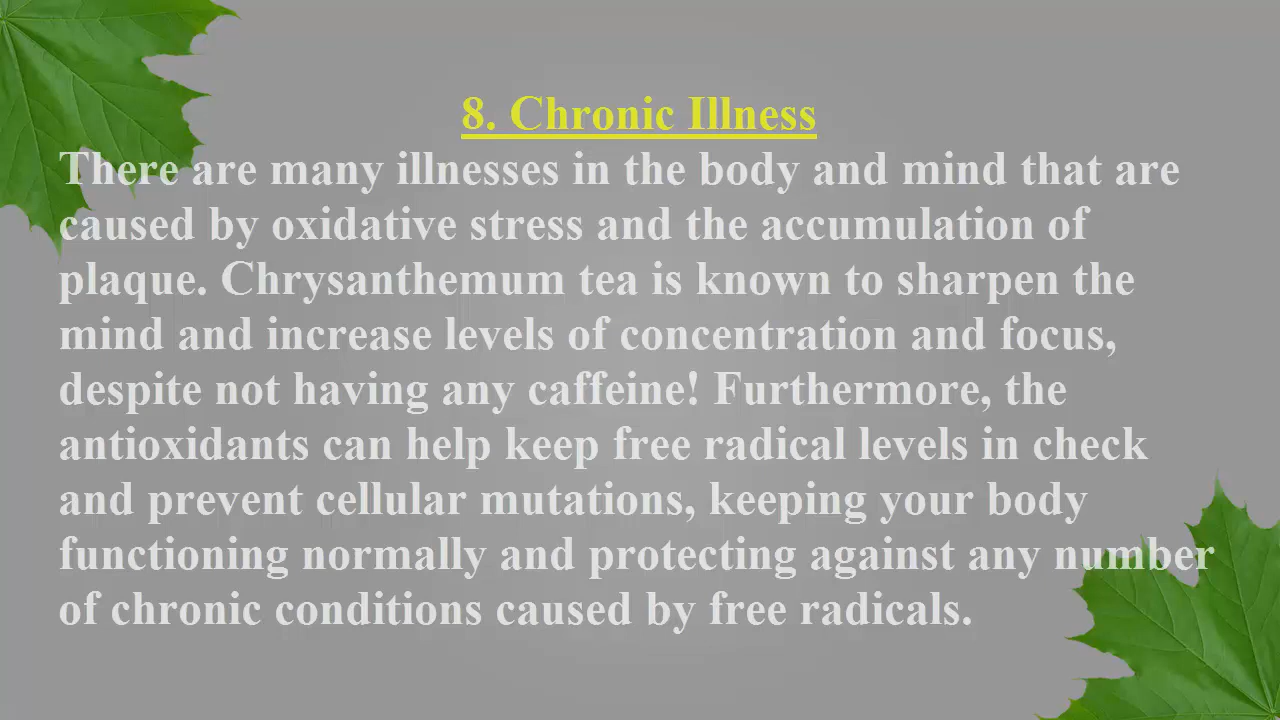 8. Chronic Illness
There are many illnesses in the body and mind that are
caused by oxidative stress and the accumulation of
plaque. Chrysanthemum tea is known to sharpen the
mind and increase levels of concentration and focus,
despite not having any caffeine! Furthermore, the
antioxidants can help keep free radical levels in check
and prevent cellular mutations, keeping your body
functioning normally and protecting against any number
of chronic conditions caused by free radicals.